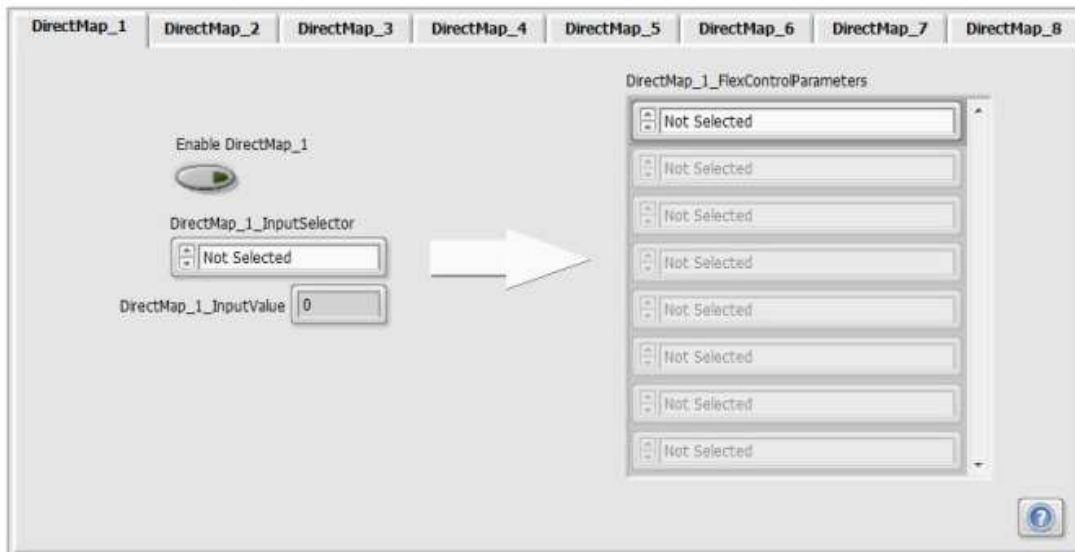 DirectMap_1 DirectMap_2 DirectMap_3 DirectMap_4 DirectMap_5 DirectMap_6 DirectMap_7 DirectMap_8
DirectMap_1_FlexControlParameters
Enable DirectMap_1
DirectMap_1_InputSelector
Not Selected
DirectMap_1_InputValue 0
Not Selected
Not Selected
Not Selected
Not Selected
Not Selected
Not Selected
Not Selected
Not Selected
?